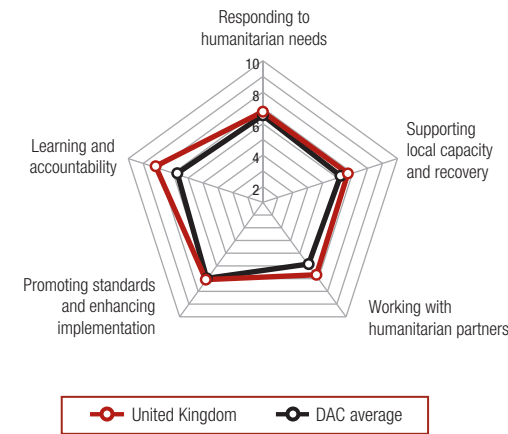 Responding to
humanitarian needs
10
8
6
4
2
Learning and
accountability
Supporting
local capacity
and recovery
Promoting standards
and enhancing
implementation
Working with
humanitarian partners
United Kingdom
DAC average